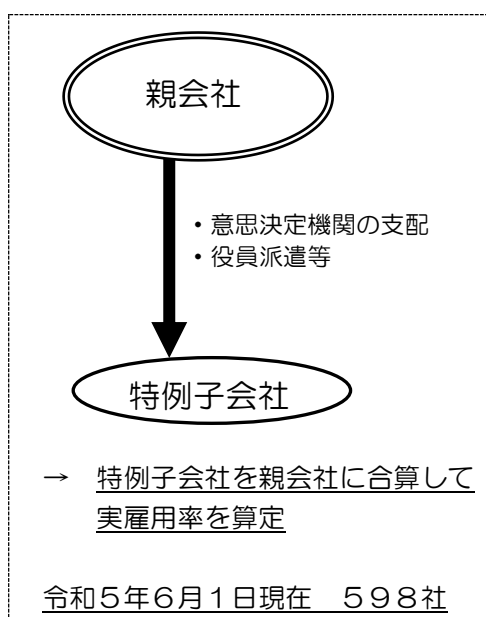 親会社
・意思決定機関の支配
・役員派遣等
特例子会社
→　特例子会社を親会社に合算して
実雇用率を算定
令和５年６月１日現在　５９８社